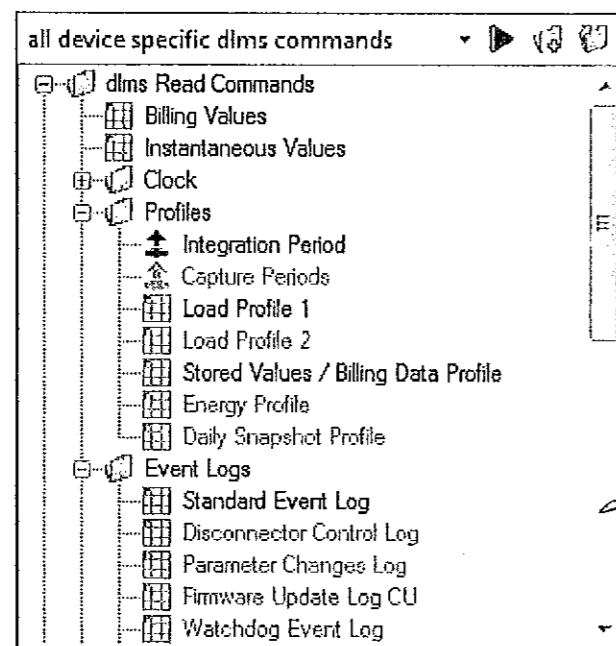 all device specific dlms commands
dlms Read Commands
Billing Values
Instantaneous Values
Clock
Profiles
Integration Period
Capture Periods
Load Profile 1
Load Profile 2
Stored Values / Billing Data Profile
Energy Profile
Daily Snapshot Profile
Event Logs
Standard Event Log
Disconnector Control Log
Parameter Changes Log
Firmware Update Log CU
Watchdog Event Log